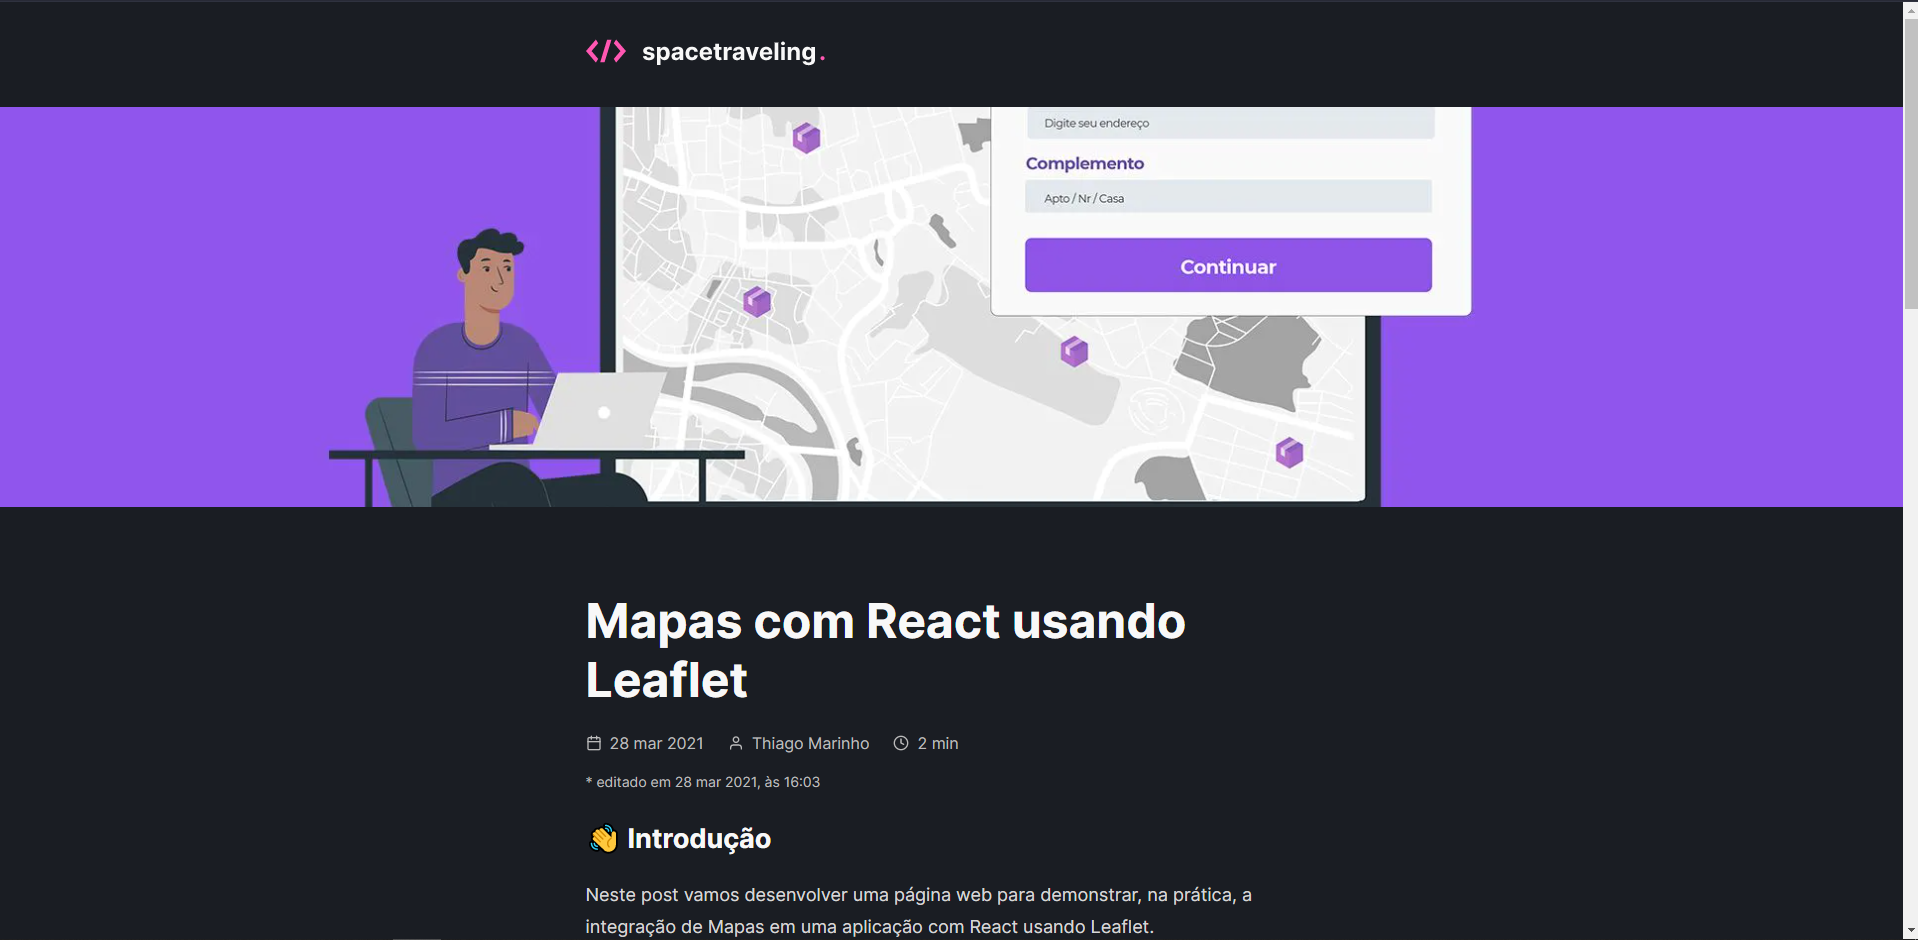 </> spacetraveling.
Digite seu endereço
Complemento
Apto / Nr / Casa
Continuar
Mapas com React usando
Leaflet
28 mar 2021 Thiago Marinho 2 min
* editado em 28 mar 2021, às 16:03
👋 Introdução
Neste post vamos desenvolver uma página web para demonstrar, na prática, a
integração de Mapas em uma aplicação com React usando Leaflet.